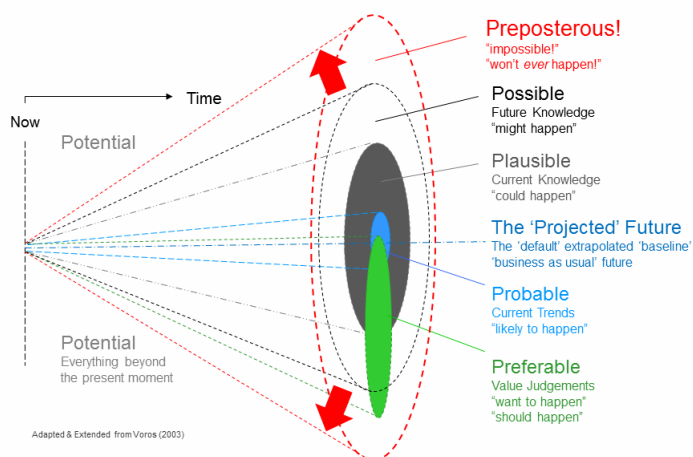 Preposterous!
"impossible!"
"won't ever happen!"
Time
Now
Potential
Possible
Future Knowledge
"might happen"
Plausible
Current Knowledge
"could happen"
The 'Projected' Future
The 'default' extrapolated 'baseline'
'business as usual' future
Probable
Current Trends
"likely to happen"
Potential
Everything beyond
the present moment
Preferable
Value Judgements
"want to happen"
"should happen"
Adapted & Extended from Voros (2003)